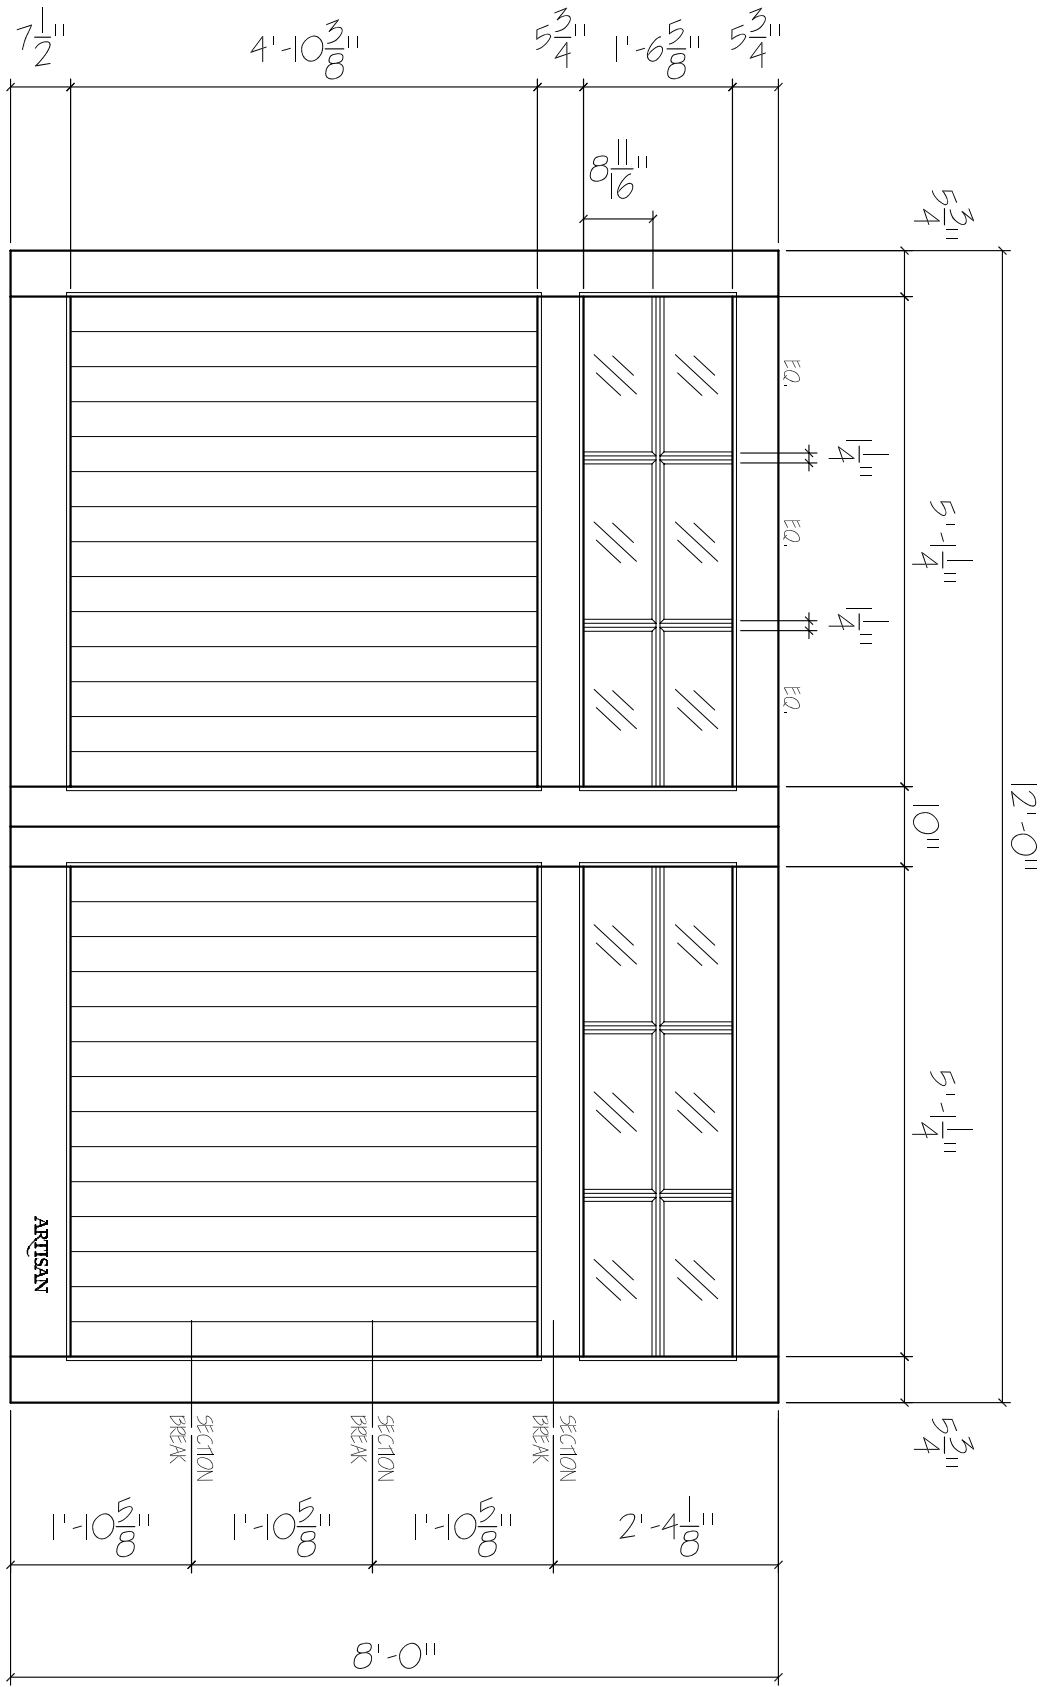 7 1/2"
4'-10 3/8"
5 3/4"
1'-6 5/8"
5 3/4"
8 11/16"
5 3/4"
EQ.
1 1/4"
EQ.
5'-1 1/4"
1 1/4"
EQ.
10"
12'-0"
5'-1 1/4"
ARTISAN
5 3/4"
SECTION
BREAK
SECTION
BREAK
SECTION
BREAK
1'-10 5/8"
1'-10 5/8"
1'-10 5/8"
2'-4 1/8"
8'-0"